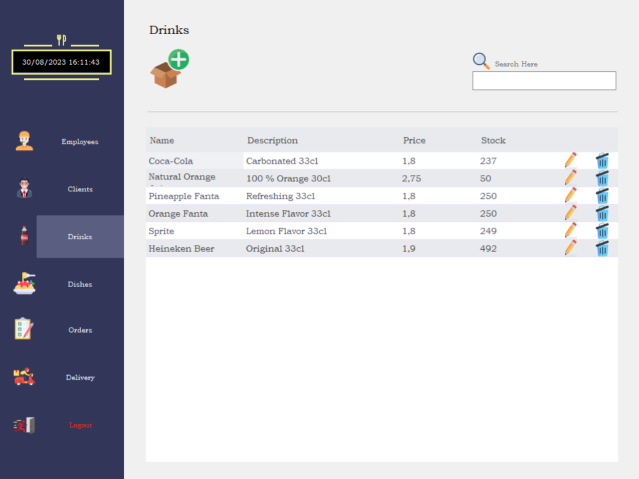 Drinks
30/08/2023 16:11:43
Search Here
Employees
Clients
Drinks
Dishes
Orders
Delivery
Logout
Name Description Price Stock
Coca-Cola Carbonated 33cl 1,8 237
Natural Orange 100 % Orange 30cl 2,75 50
Pineapple Fanta Refreshing 33cl 1,8 250
Orange Fanta Intense Flavor 33cl 1,8 250
Sprite Lemon Flavor 33cl 1,8 249
Heineken Beer Original 33cl 1,9 492